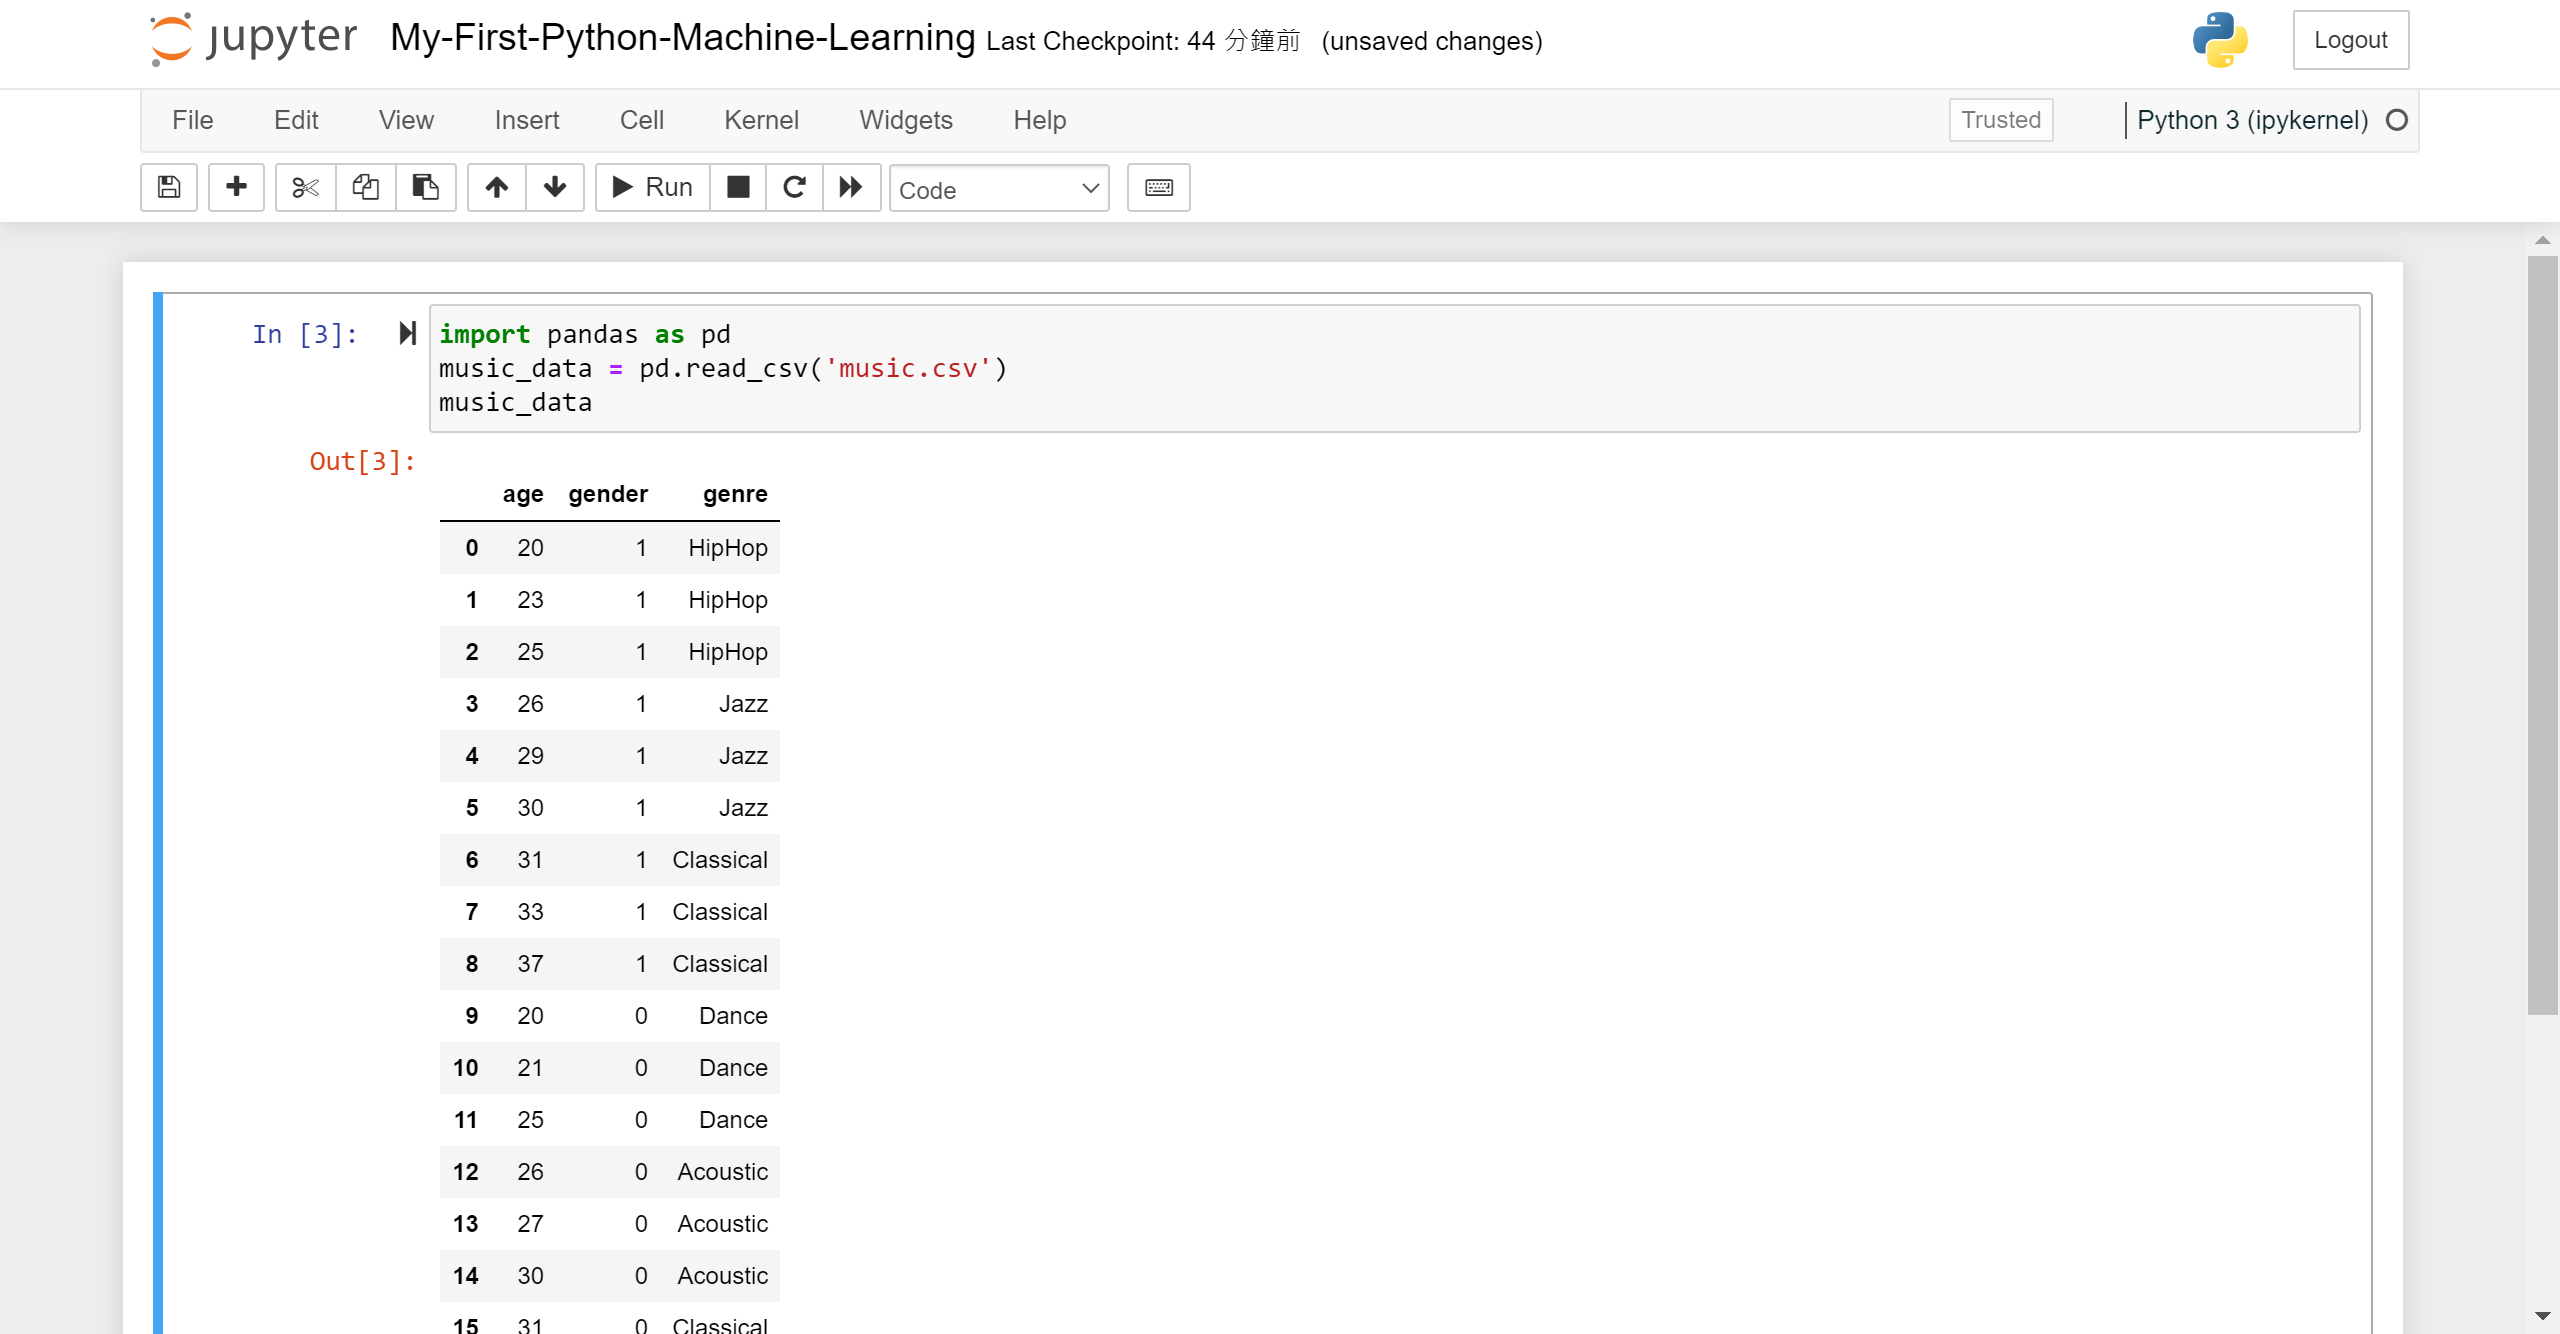 jupyter My-First-Python-Machine-Learning Last Checkpoint: 44 分鐘前 (unsaved changes) Logout
File Edit View Insert Cell Kernel Widgets Help Trusted Python 3 (ipykernel)
Run Code
In [3]: import pandas as pd
music_data = pd.read_csv('music.csv')
music_data
Out[3]:
age gender genre
0 20 1 HipHop
1 23 1 HipHop
2 25 1 HipHop
3 26 1 Jazz
4 29 1 Jazz
5 30 1 Jazz
6 31 1 Classical
7 33 1 Classical
8 37 1 Classical
9 20 0 Dance
10 21 0 Dance
11 25 0 Dance
12 26 0 Acoustic
13 27 0 Acoustic
14 30 0 Acoustic
15 31 0 Classical